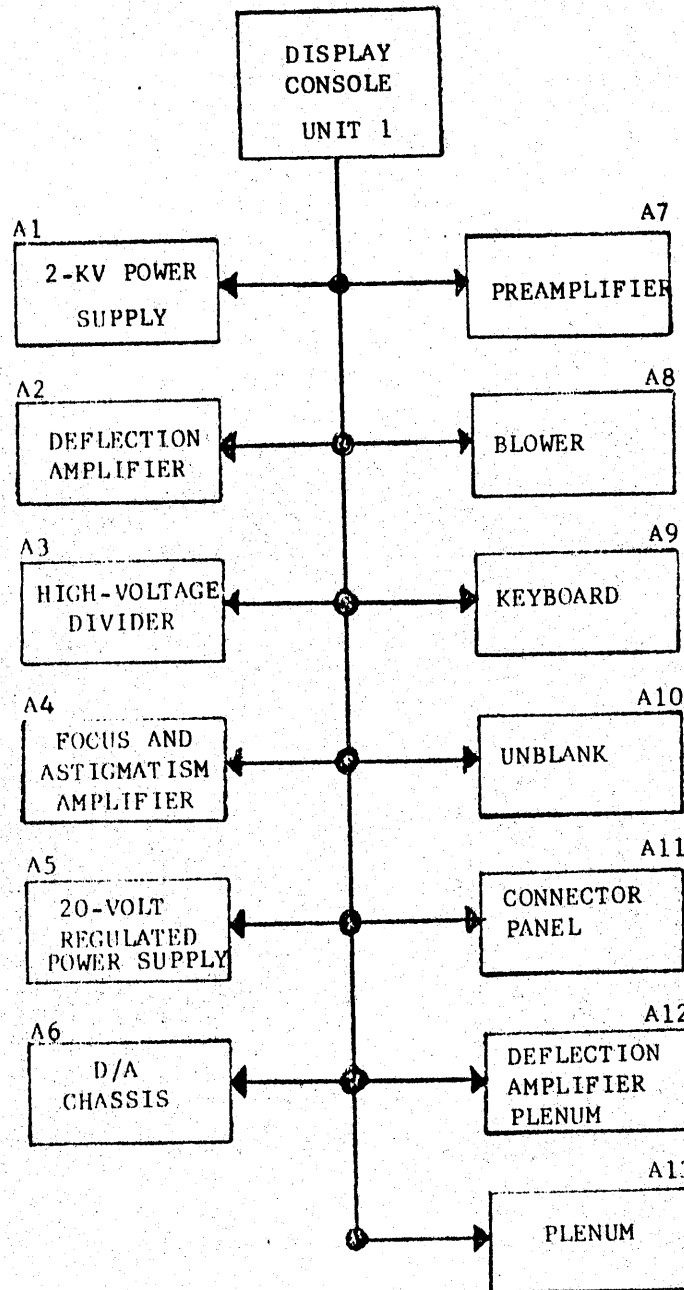 DISPLAY
CONSOLE
UNIT 1
A1
2-KV POWER
SUPPLY
A2
DEFLECTION
AMPLIFIER
A3
HIGH-VOLTAGE
DIVIDER
A4
FOCUS AND
ASTIGMATISM
AMPLIFIER
A5
20-VOLT
REGULATED
POWER SUPPLY
A6
D/A
CHASSIS
A7
PREAMPLIFIER
A8
BLOWER
A9
KEYBOARD
A10
UNBLANK
A11
CONNECTOR
PANEL
A12
DEFLECTION
AMPLIFIER
PLENUM
A13
PLENUM